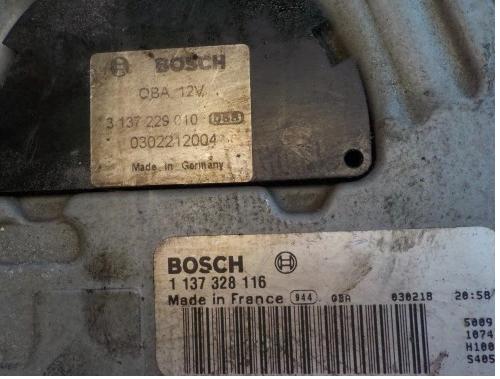 BOSCH
QBA 12V
3 137 229 010
0302212004
Made in Germany
BOSCH
1 137 328 116
Made in France 944 QBA 030218 20:58/
5009
1074
H100
S405